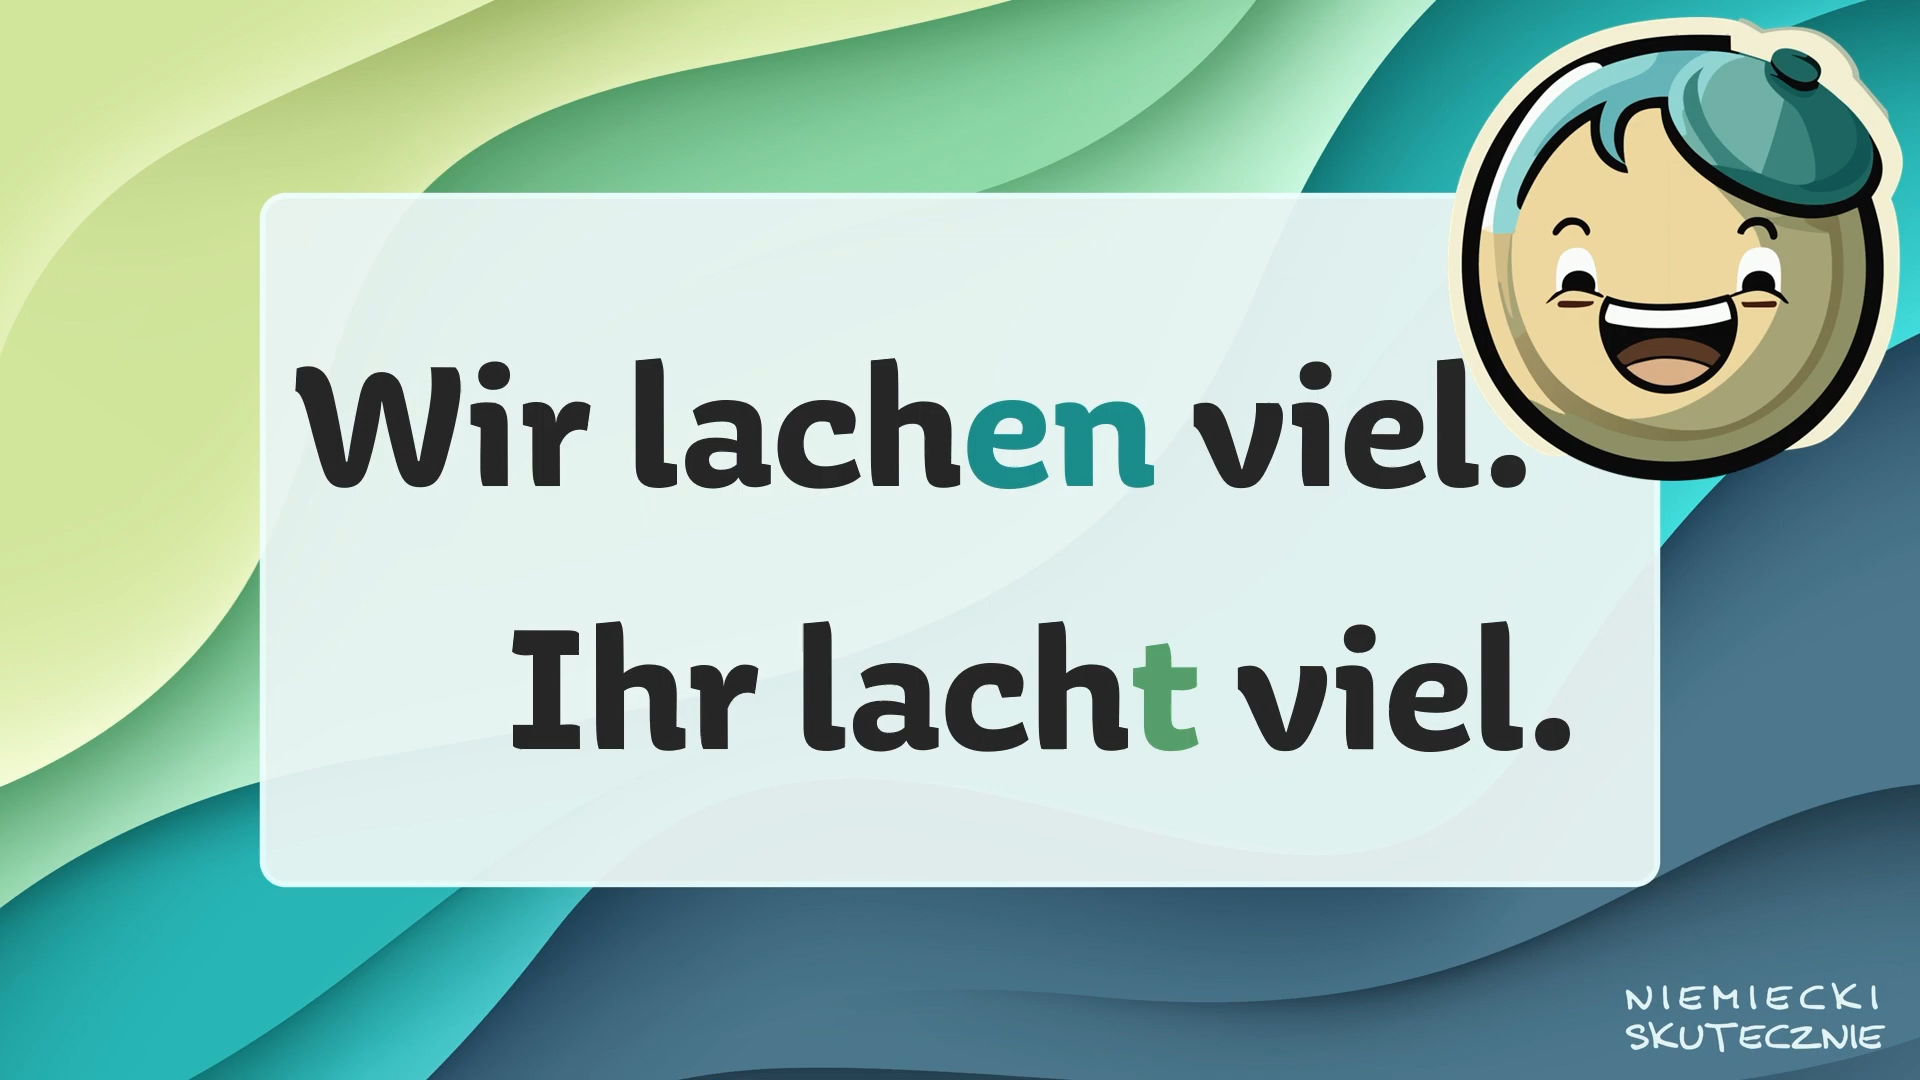 Wir lachen viel.
Ihr lacht viel.
NIEMIECKI
SKUTECZNIE